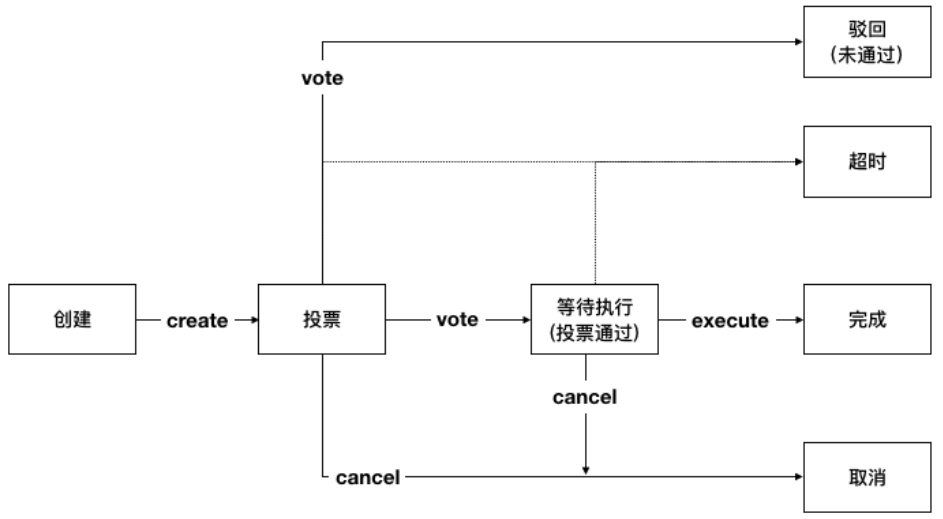 驳回
(未通过)
vote
超时
创建
create
投票
vote
等待执行
(投票通过)
execute
完成
cancel
cancel
取消